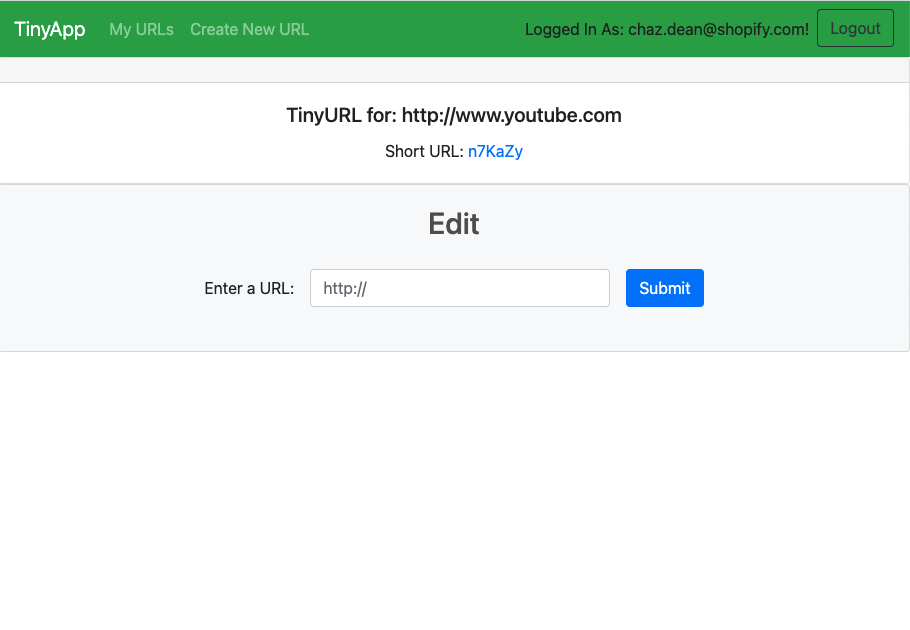 TinyApp My URLs Create New URL Logged In As: chaz.dean@shopify.com! Logout
TinyURL for: http://www.youtube.com
Short URL: n7KaZy
Edit
Enter a URL: http:// Submit